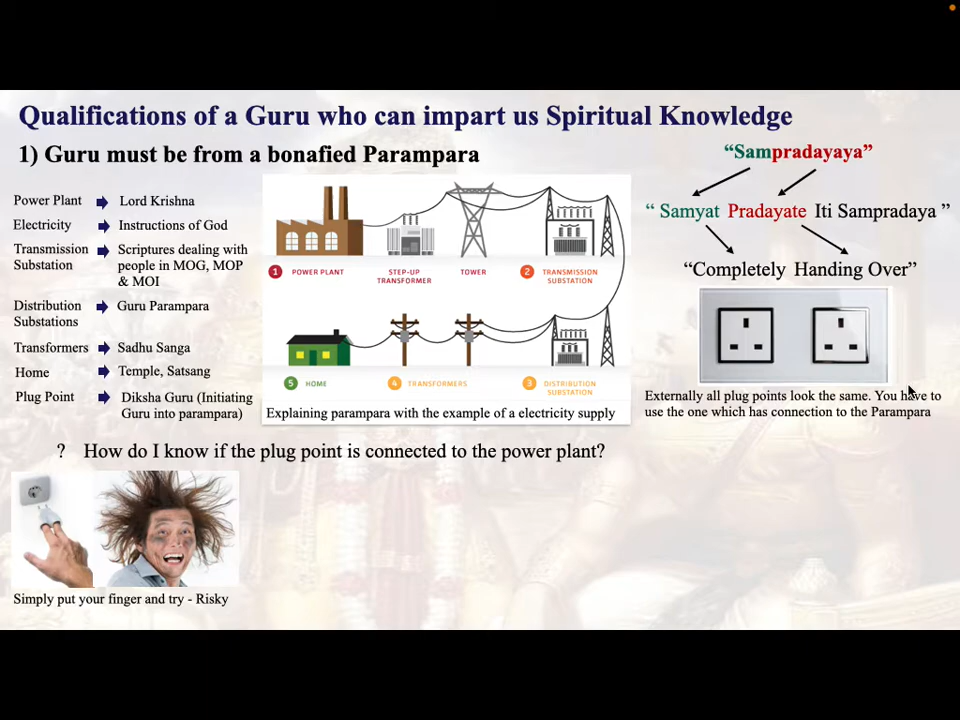 Qualifications of a Guru who can impart us Spiritual Knowledge
1) Guru must be from a bonafied Parampara
Power Plant
Lord Krishna
Electricity
Instructions of God
Transmission
Substation
Scriptures dealing with
people in MOG, MOP
& MOI
Distribution
Substations
Guru Parampara
Transformers
Sadhu Sanga
Home
Temple, Satsang
Plug Point
Diksha Guru (Initiating
Guru into parampara)
1 POWER PLANT
STEP-UP
TRANSFORMER
TOWER
2 TRANSMISSION
SUBSTATION
5 HOME
4 TRANSFORMERS
3 DISTRIBUTION
SUBSTATION
Explaining parampara with the example of a electricity supply
“Sampradayaya”
“ Samyat Pradayate Iti Sampradaya ”
“Completely Handing Over”
Externally all plug points look the same. You have to
use the one which has connection to the Parampara
? How do I know if the plug point is connected to the power plant?
Simply put your finger and try - Risky